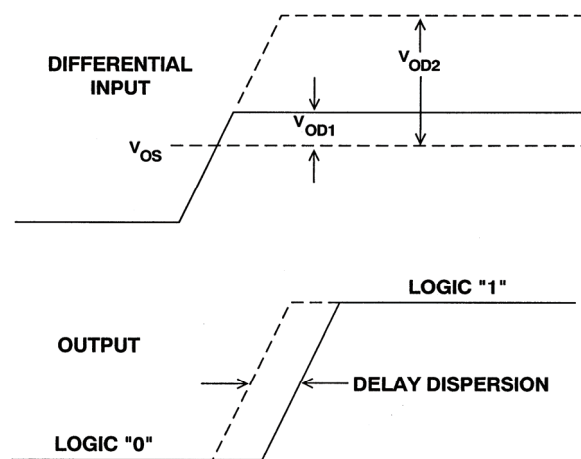 DIFFERENTIAL
INPUT
VOD2
VOD1
VOS
LOGIC "1"
OUTPUT
DELAY DISPERSION
LOGIC "0"